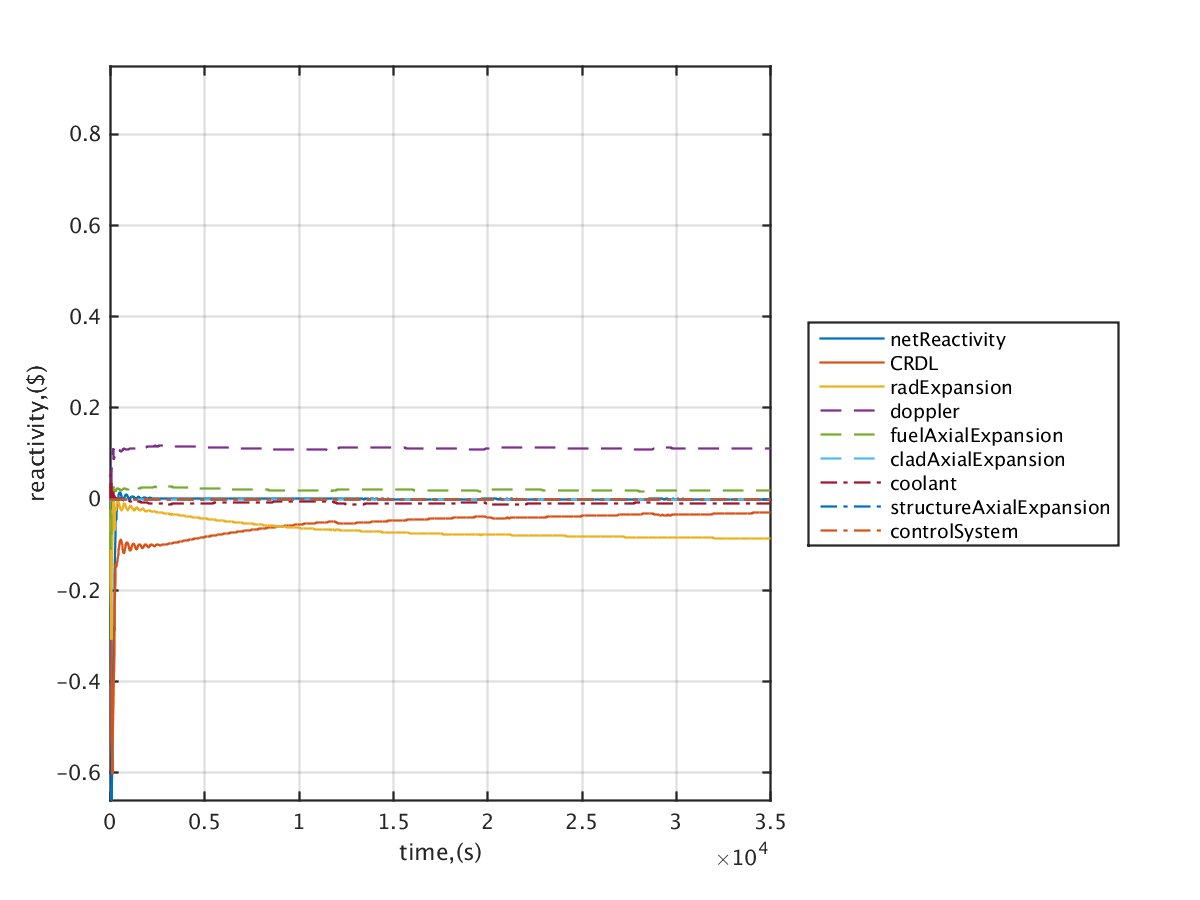 0.8
0.6
0.4
0.2
0
-0.2
-0.4
-0.6
reactivity,($)
0 0.5 1 1.5 2 2.5 3 3.5
time,(s)
×10^4
netReactivity
CRDL
radExpansion
doppler
fuelAxialExpansion
cladAxialExpansion
coolant
structureAxialExpansion
controlSystem